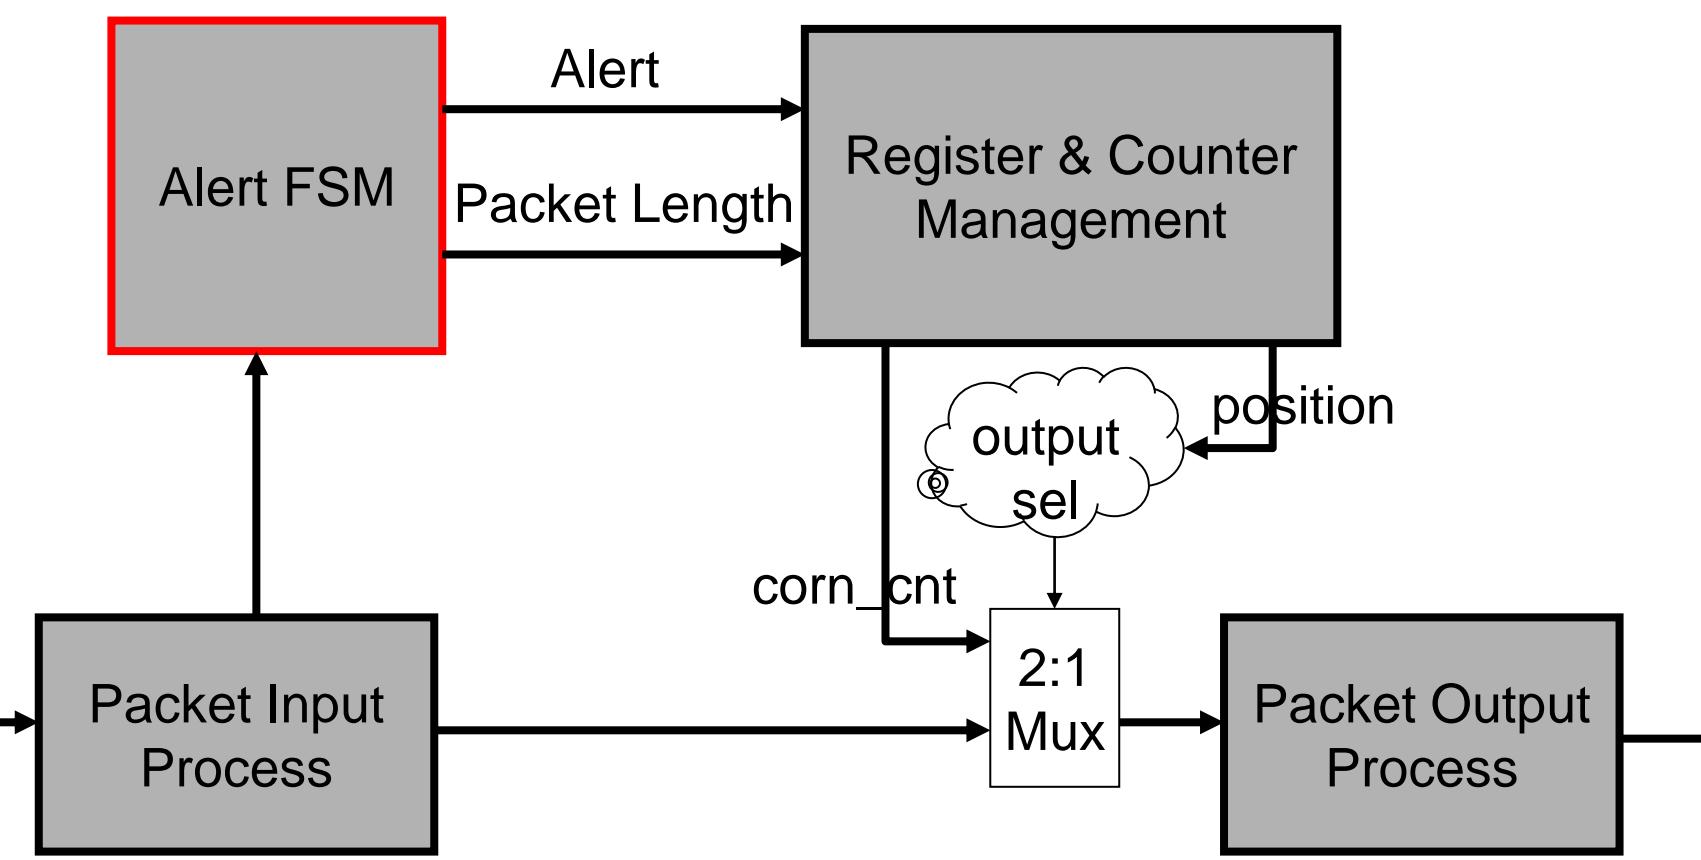 Alert
Register & Counter
Management
Alert FSM
Packet Length
position
output
sel
corn_cnt
2:1
Mux
Packet Input
Process
Packet Output
Process